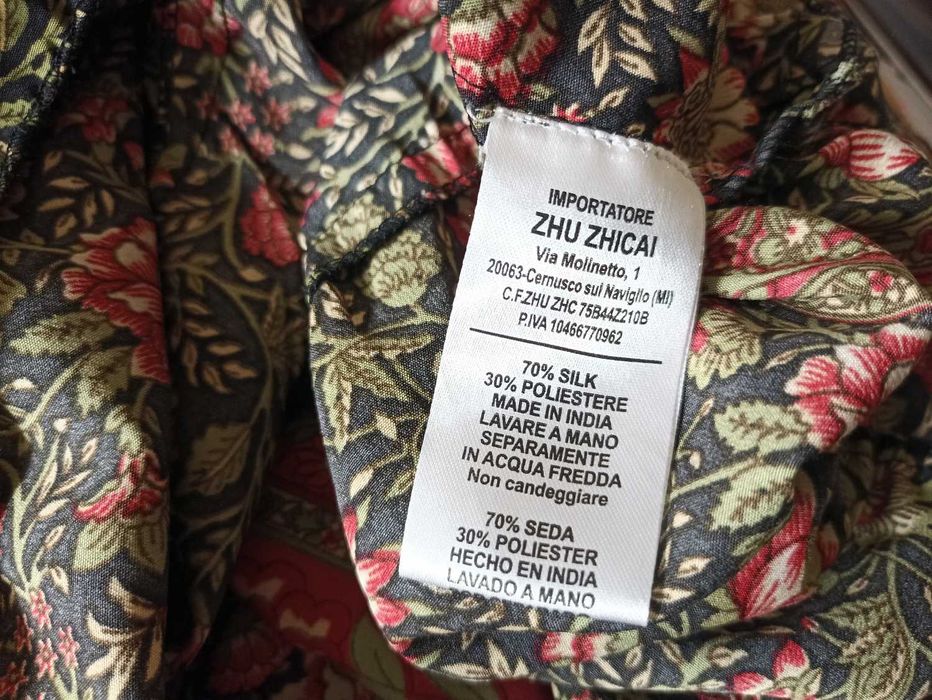 IMPORTATORE
ZHU ZHICAI
Via Molinetto, 1
20063-Cernusco sul Naviglio (MI)
C.F.ZHU ZHC 75B44Z210B
P.IVA 10466770962
70% SILK
30% POLIESTERE
MADE IN INDIA
LAVARE A MANO
SEPARAMENTE
IN ACQUA FREDDA
Non candeggiare
70% SEDA
30% POLIESTER
HECHO EN INDIA
LAVADO A MANO